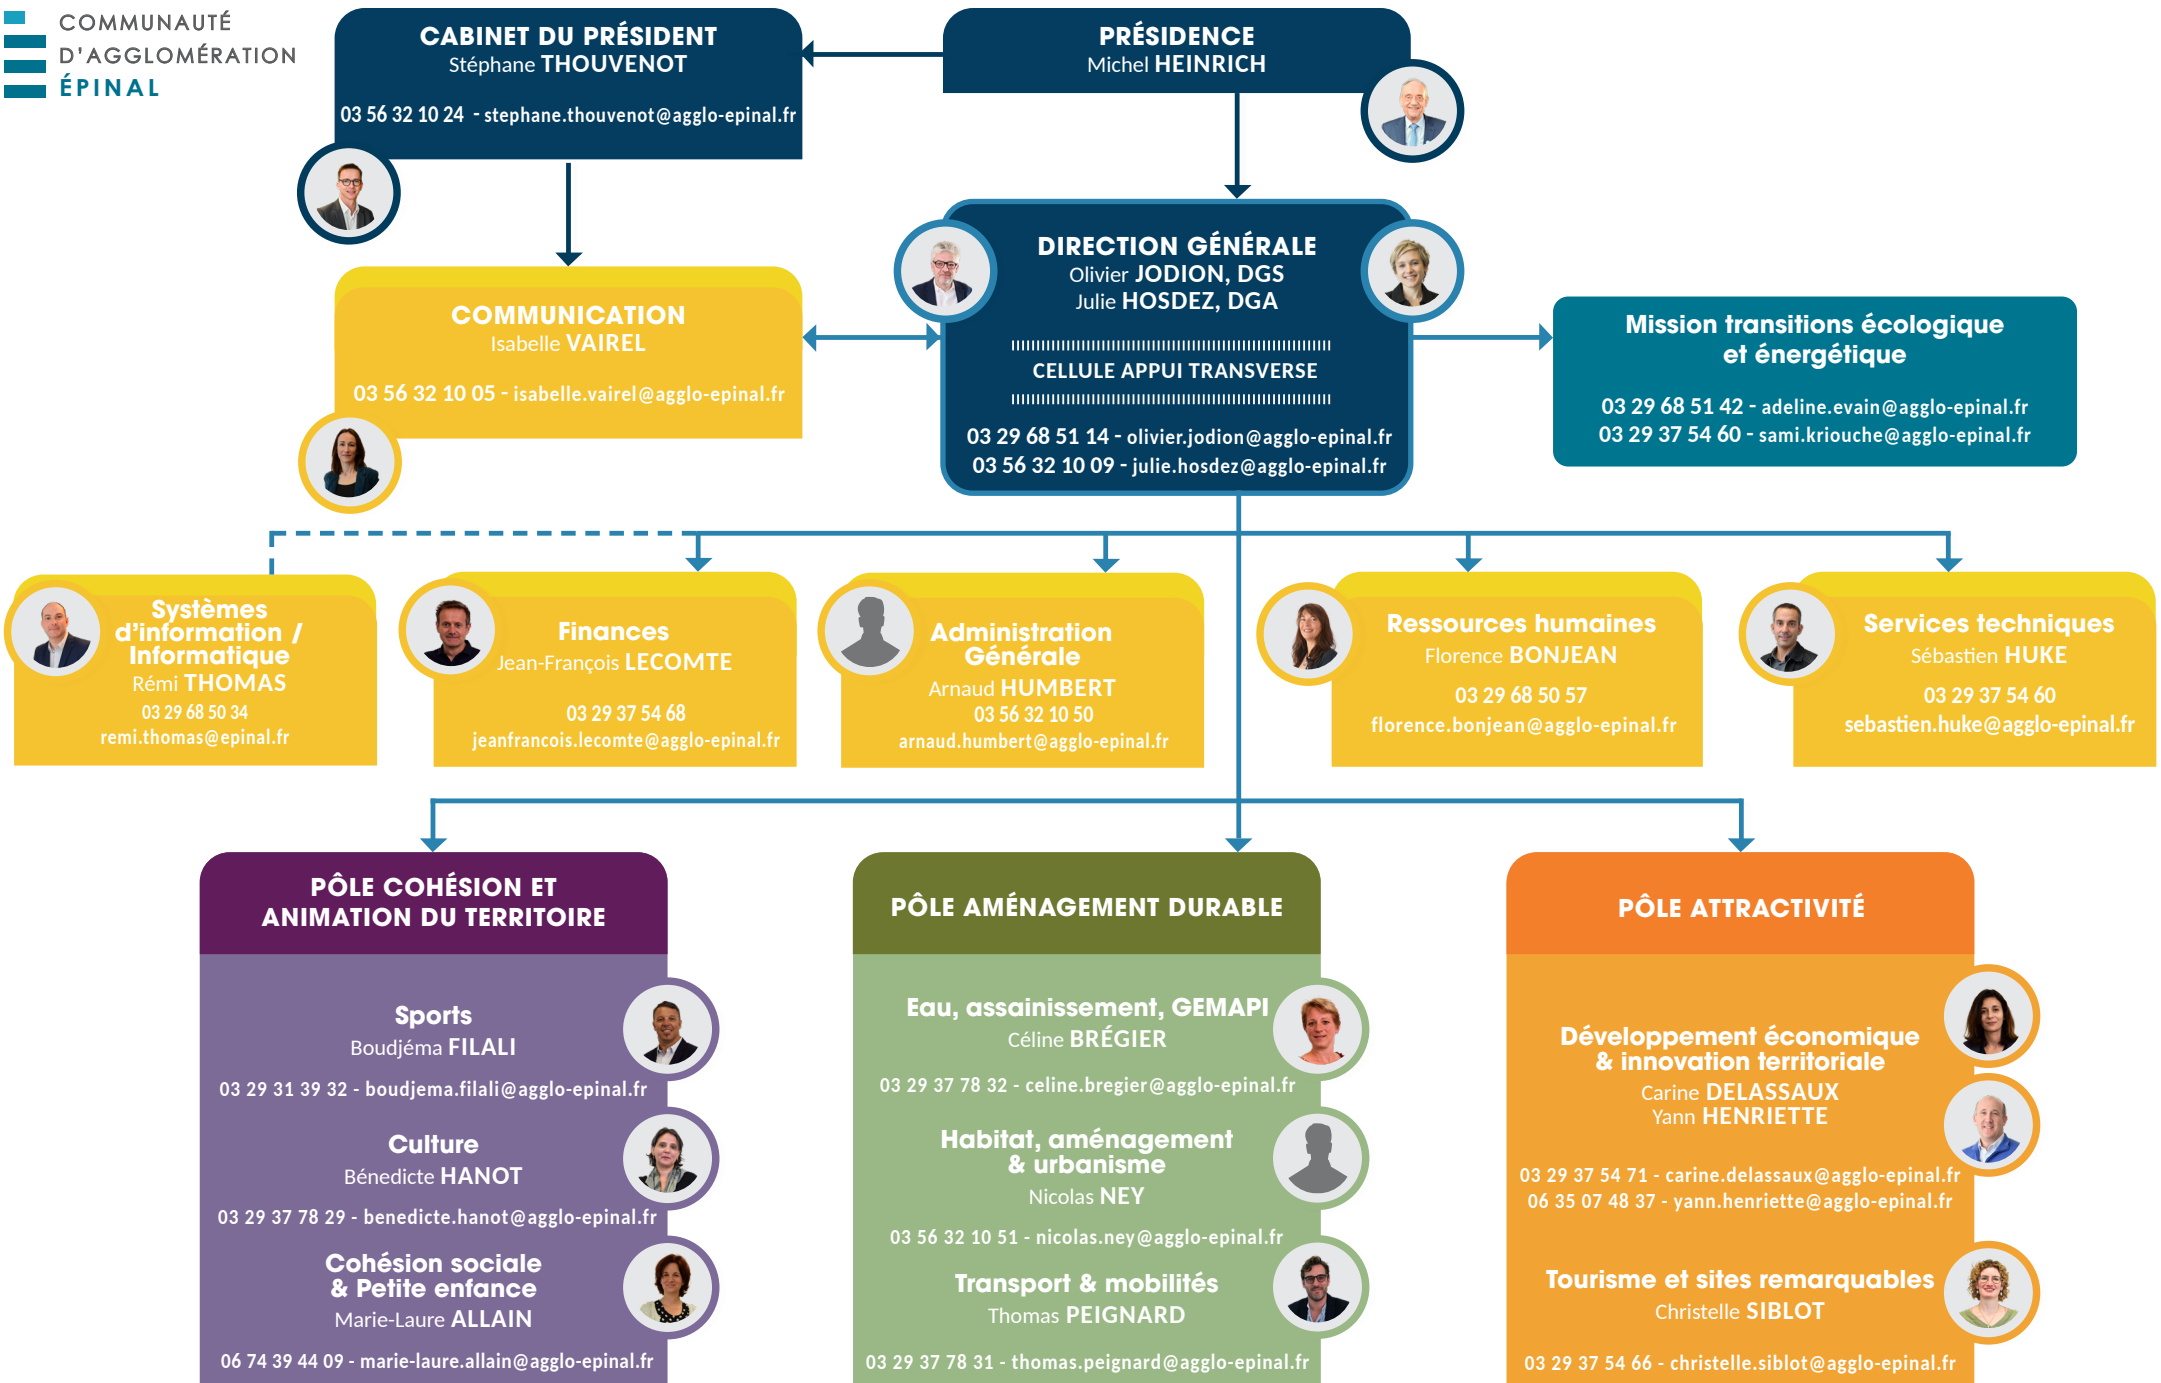 COMMUNAUTÉ
D'AGGLOMÉRATION
ÉPINAL
CABINET DU PRÉSIDENT
Stéphane THOUVENOT
03 56 32 10 24 - stephane.thouvenot@agglo-epinal.fr
PRÉSIDENCE
Michel HEINRICH
DIRECTION GÉNÉRALE
Olivier JODION, DGS
Julie HOSDEZ, DGA
CELLULE APPUI TRANSVERSE
03 29 68 51 14 - olivier.jodion@agglo-epinal.fr
03 56 32 10 09 - julie.hosdez@agglo-epinal.fr
COMMUNICATION
Isabelle VAIREL
03 56 32 10 05 - isabelle.vairel@agglo-epinal.fr
Mission transitions écologique
et énergétique
03 29 68 51 42 - adeline.evain@agglo-epinal.fr
03 29 37 54 60 - sami.kriouche@agglo-epinal.fr
Systèmes
d'information /
Informatique
Rémi THOMAS
03 29 68 50 34
remi.thomas@epinal.fr
Finances
Jean-François LECOMTE
03 29 37 54 68
jeanfrancois.lecomte@agglo-epinal.fr
Administration
Générale
Arnaud HUMBERT
03 56 32 10 50
arnaud.humbert@agglo-epinal.fr
Ressources humaines
Florence BONJEAN
03 29 68 50 57
florence.bonjean@agglo-epinal.fr
Services techniques
Sébastien HUKE
03 29 37 54 60
sebastien.huke@agglo-epinal.fr
PÔLE COHÉSION ET
ANIMATION DU TERRITOIRE
Sports
Boudjéma FILALI
03 29 31 39 32 - boudjema.filali@agglo-epinal.fr
Culture
Bénedicte HANOT
03 29 37 78 29 - benedicte.hanot@agglo-epinal.fr
Cohésion sociale
& Petite enfance
Marie-Laure ALLAIN
06 74 39 44 09 - marie-laure.allain@agglo-epinal.fr
PÔLE AMÉNAGEMENT DURABLE
Eau, assainissement, GEMAPI
Céline BRÉGIER
03 29 37 78 32 - celine.bregier@agglo-epinal.fr
Habitat, aménagement
& urbanisme
Nicolas NEY
03 56 32 10 51 - nicolas.ney@agglo-epinal.fr
Transport & mobilités
Thomas PEIGNARD
03 29 37 78 31 - thomas.peignard@agglo-epinal.fr
PÔLE ATTRACTIVITÉ
Développement économique
& innovation territoriale
Carine DELASSAUX
Yann HENRIETTE
03 29 37 54 71 - carine.delassaux@agglo-epinal.fr
06 35 07 48 37 - yann.henriette@agglo-epinal.fr
Tourisme et sites remarquables
Christelle SIBLOT
03 29 37 54 66 - christelle.siblot@agglo-epinal.fr